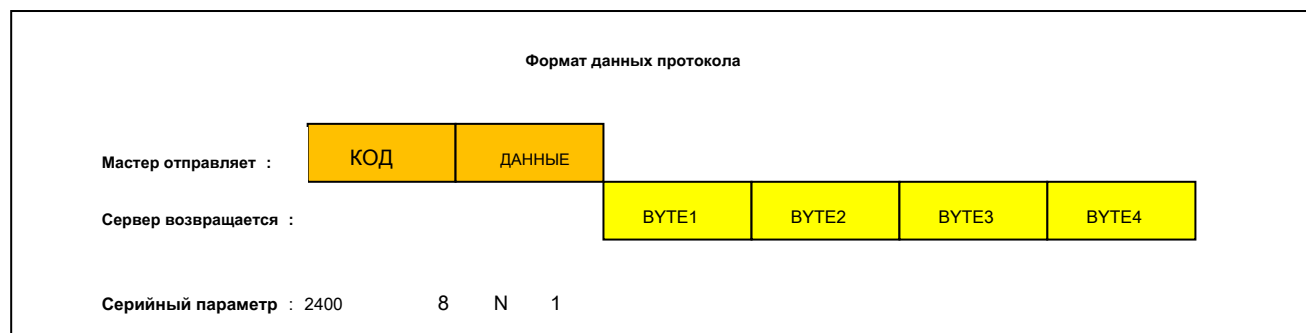 Формат данных протокола
Мастер отправляет : КОД ДАННЫЕ
Сервер возвращается : BYTE1 BYTE2 BYTE3 BYTE4
Серийный параметр : 2400 8 N 1